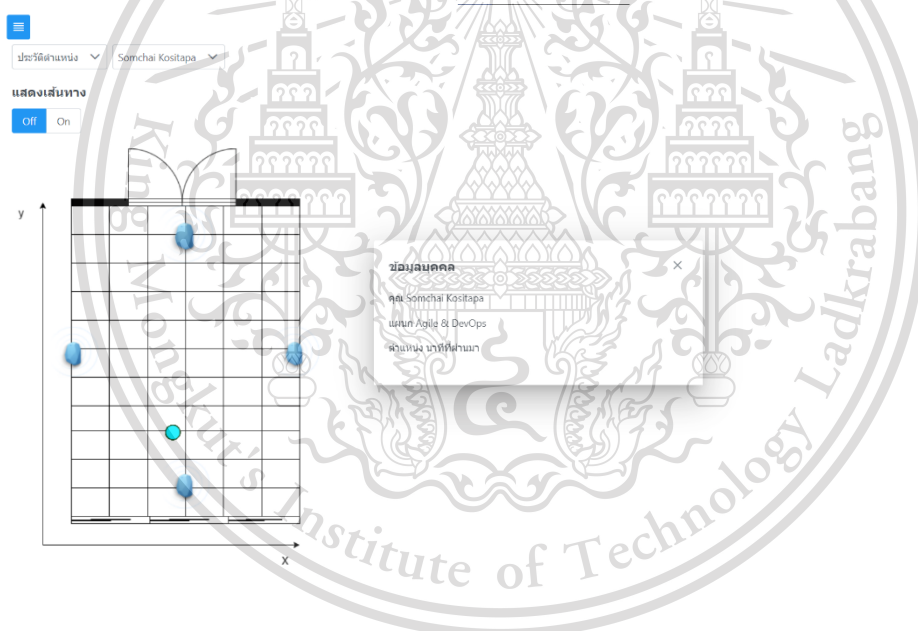 ประวัติตำแหน่ง
Somchai Kositapa
แสดงเส้นทาง
Off On
y
x
ข้อมูลบุคคล
คุณ Somchai Kositapa
แผนก Agile & DevOps
ตำแหน่ง นาทีที่ผ่านมา
King Mongkut's Institute of Technology Ladkrabang